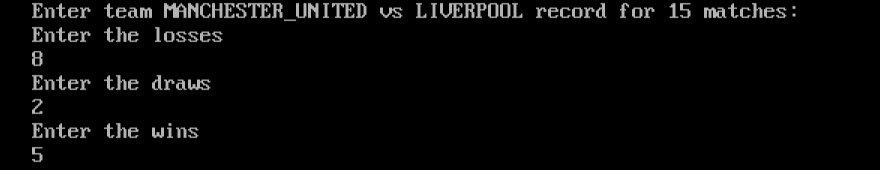 Enter team MANCHESTER_UNITED vs LIVERPOOL record for 15 matches:
Enter the losses
8
Enter the draws
2
Enter the wins
5